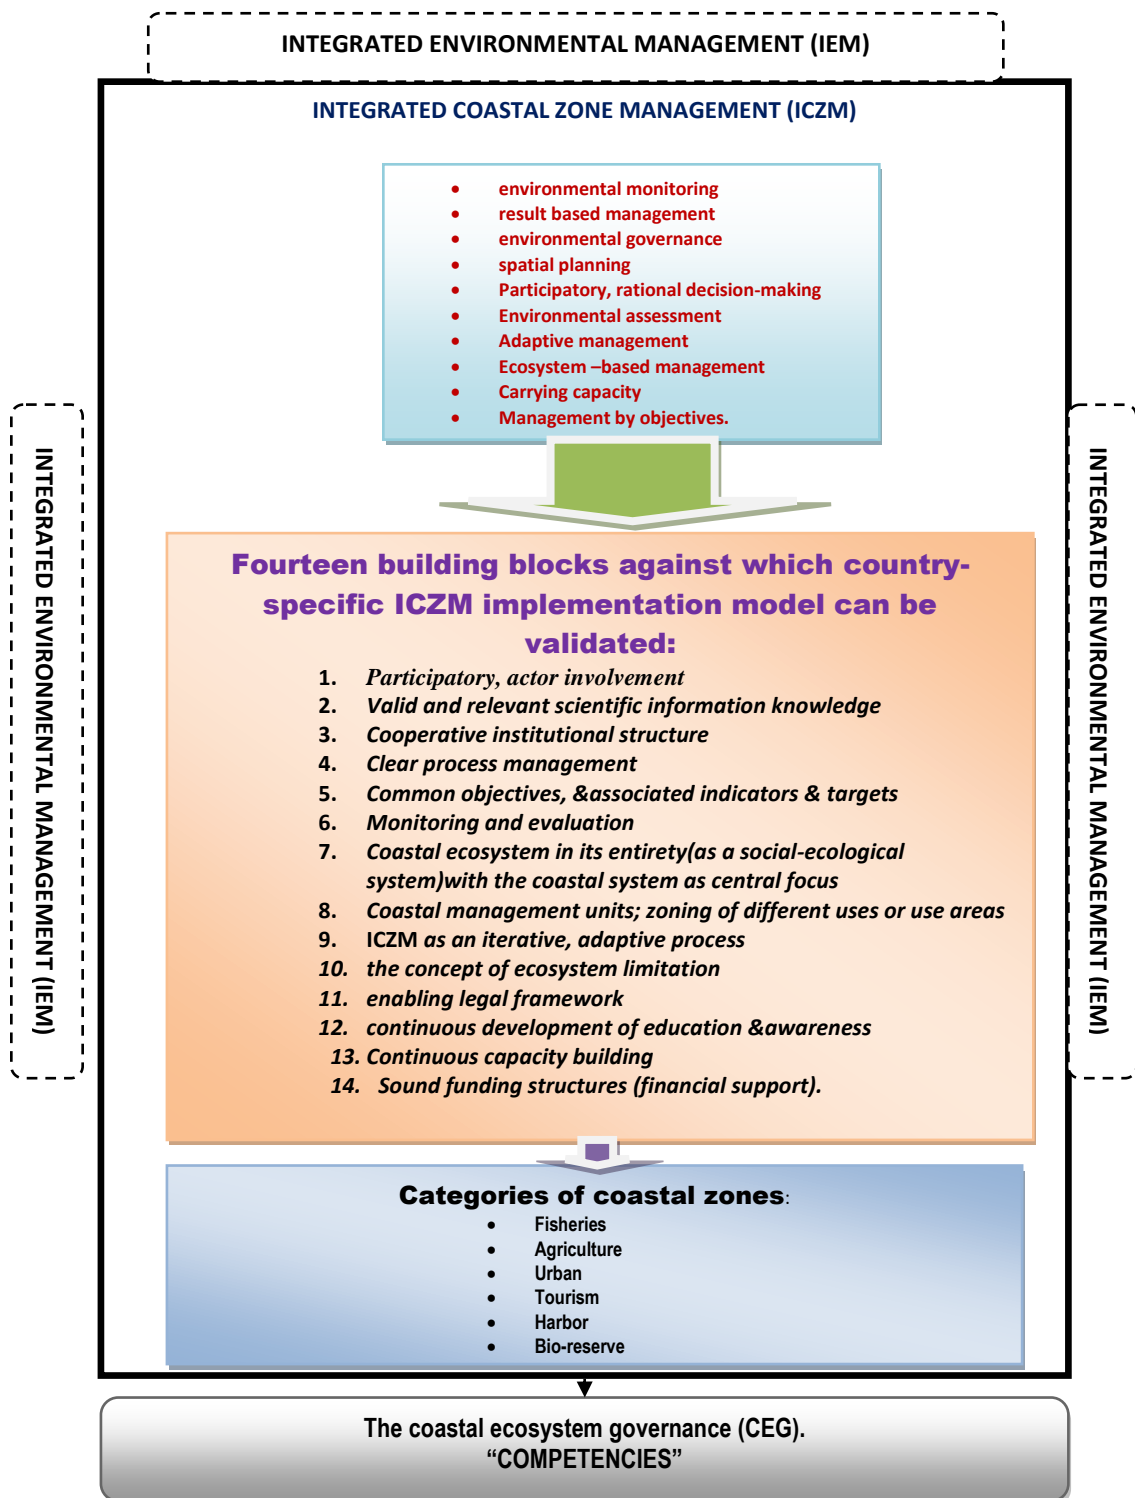 INTEGRATED ENVIRONMENTAL MANAGEMENT (IEM)
INTEGRATED COASTAL ZONE MANAGEMENT (ICZM)
• environmental monitoring
• result based management
• environmental governance
• spatial planning
• Participatory, rational decision-making
• Environmental assessment
• Adaptive management
• Ecosystem –based management
• Carrying capacity
• Management by objectives.
INTEGRATED ENVIRONMENTAL MANAGEMENT (IEM)
INTEGRATED ENVIRONMENTAL MANAGEMENT (IEM)
Fourteen building blocks against which country-
specific ICZM implementation model can be
validated:
1. Participatory, actor involvement
2. Valid and relevant scientific information knowledge
3. Cooperative institutional structure
4. Clear process management
5. Common objectives, &associated indicators & targets
6. Monitoring and evaluation
7. Coastal ecosystem in its entirety(as a social-ecological
system)with the coastal system as central focus
8. Coastal management units; zoning of different uses or use areas
9. ICZM as an iterative, adaptive process
10. the concept of ecosystem limitation
11. enabling legal framework
12. continuous development of education &awareness
13. Continuous capacity building
14. Sound funding structures (financial support).
Categories of coastal zones:
• Fisheries
• Agriculture
• Urban
• Tourism
• Harbor
• Bio-reserve
The coastal ecosystem governance (CEG).
“COMPETENCIES”